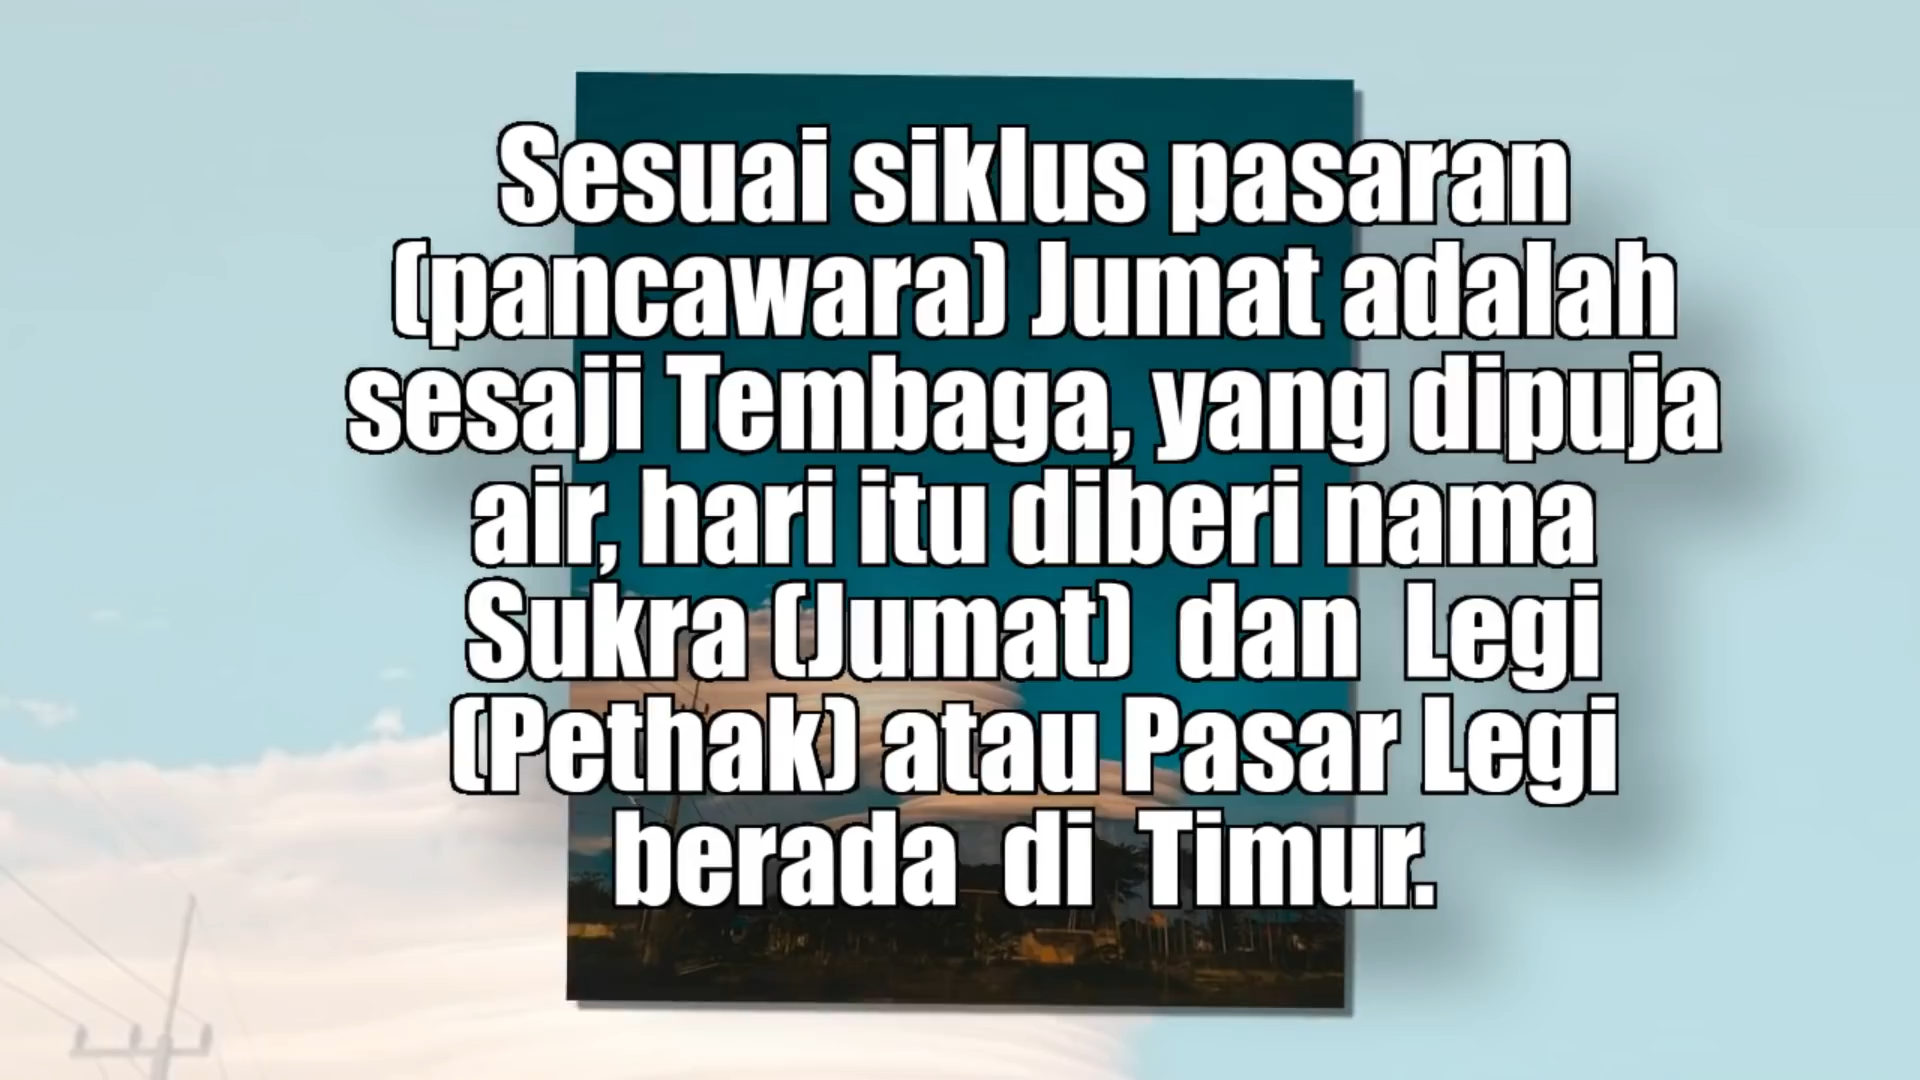 Sesuai siklus pasaran
(pancawara) Jumat adalah
sesaji Tembaga, yang dipuja
air, hari itu diberi nama
Sukra (Jumat) dan Legi
(Pethak) atau Pasar Legi
berada di Timur.